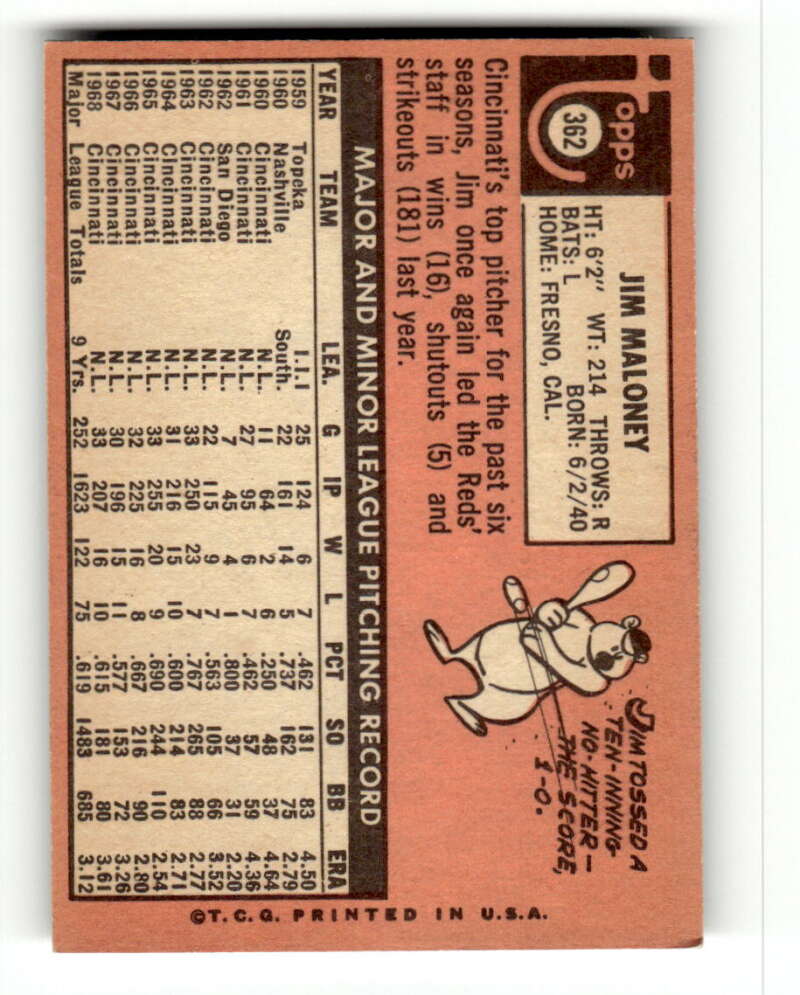 Topps
362
JIM MALONEY
HT: 6'2" WT: 214 THROWS: R
BATS: L BORN: 6/2/40
HOME: FRESNO, CAL.
Cincinnati's top pitcher for the past six
seasons, Jim once again led the Reds'
staff in wins (16), shutouts (5) and
strikeouts (181) last year.
JIM TOSSED A
TEN-INNING
NO-HITTER—
THE SCORE,
1-0.
MAJOR AND MINOR LEAGUE PITCHING RECORD
YEAR TEAM LEA. G IP W L PCT SO BB ERA
1959 Topeka I.I.I 25 124 6 7 .462 131 83 4.50
1960 Nashville South. 22 161 14 5 .737 162 75 2.79
1960 Cincinnati N.L. 11 64 2 6 .250 48 37 4.64
1961 Cincinnati N.L. 27 95 6 7 .462 57 59 4.36
1962 San Diego 7 45 4 1 .800 37 31 2.20
1962 Cincinnati N.L. 22 115 9 7 .563 105 66 3.52
1963 Cincinnati N.L. 33 250 23 7 .767 265 88 2.77
1964 Cincinnati N.L. 31 216 15 10 .600 214 83 2.71
1965 Cincinnati N.L. 33 255 20 9 .690 244 110 2.54
1966 Cincinnati N.L. 32 225 16 8 .667 216 90 2.80
1967 Cincinnati N.L. 30 196 15 11 .577 153 72 3.26
1968 Cincinnati N.L. 33 207 16 10 .615 181 80 3.61
Major League Totals 9 Yrs. 252 1623 122 75 .619 1483 685 3.12
©T.C.G. PRINTED IN U.S.A.